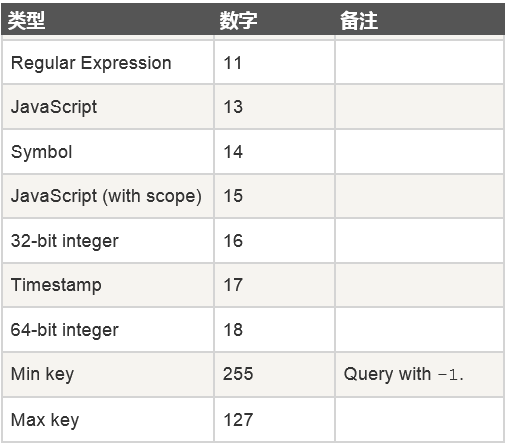 类型 数字 备注
Regular Expression 11
JavaScript 13
Symbol 14
JavaScript (with scope) 15
32-bit integer 16
Timestamp 17
64-bit integer 18
Min key 255 Query with -1.
Max key 127